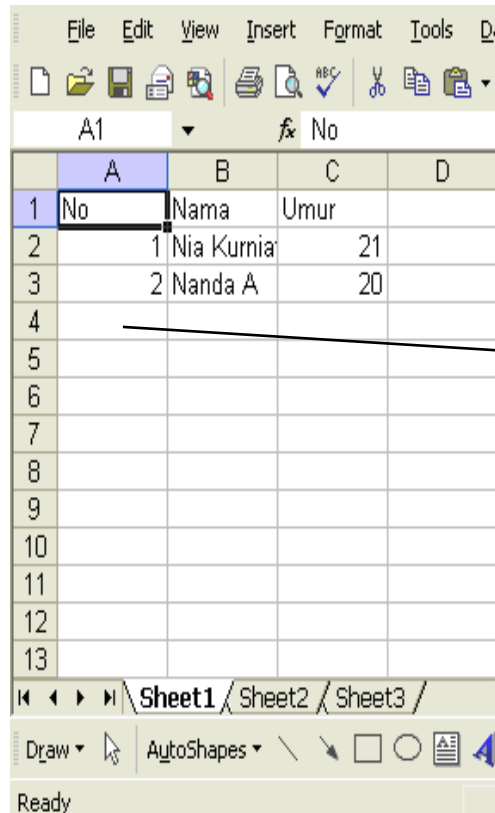 File Edit View Insert Format Tools
ABC
A1 fx No
A B C D
1 No Nama Umur
2 1 Nia Kurnia
3 2 Nanda A 20
4
5
6
7
8
9
10
11
12
13
Sheet1 Sheet2 Sheet3
Draw AutoShapes A
Ready